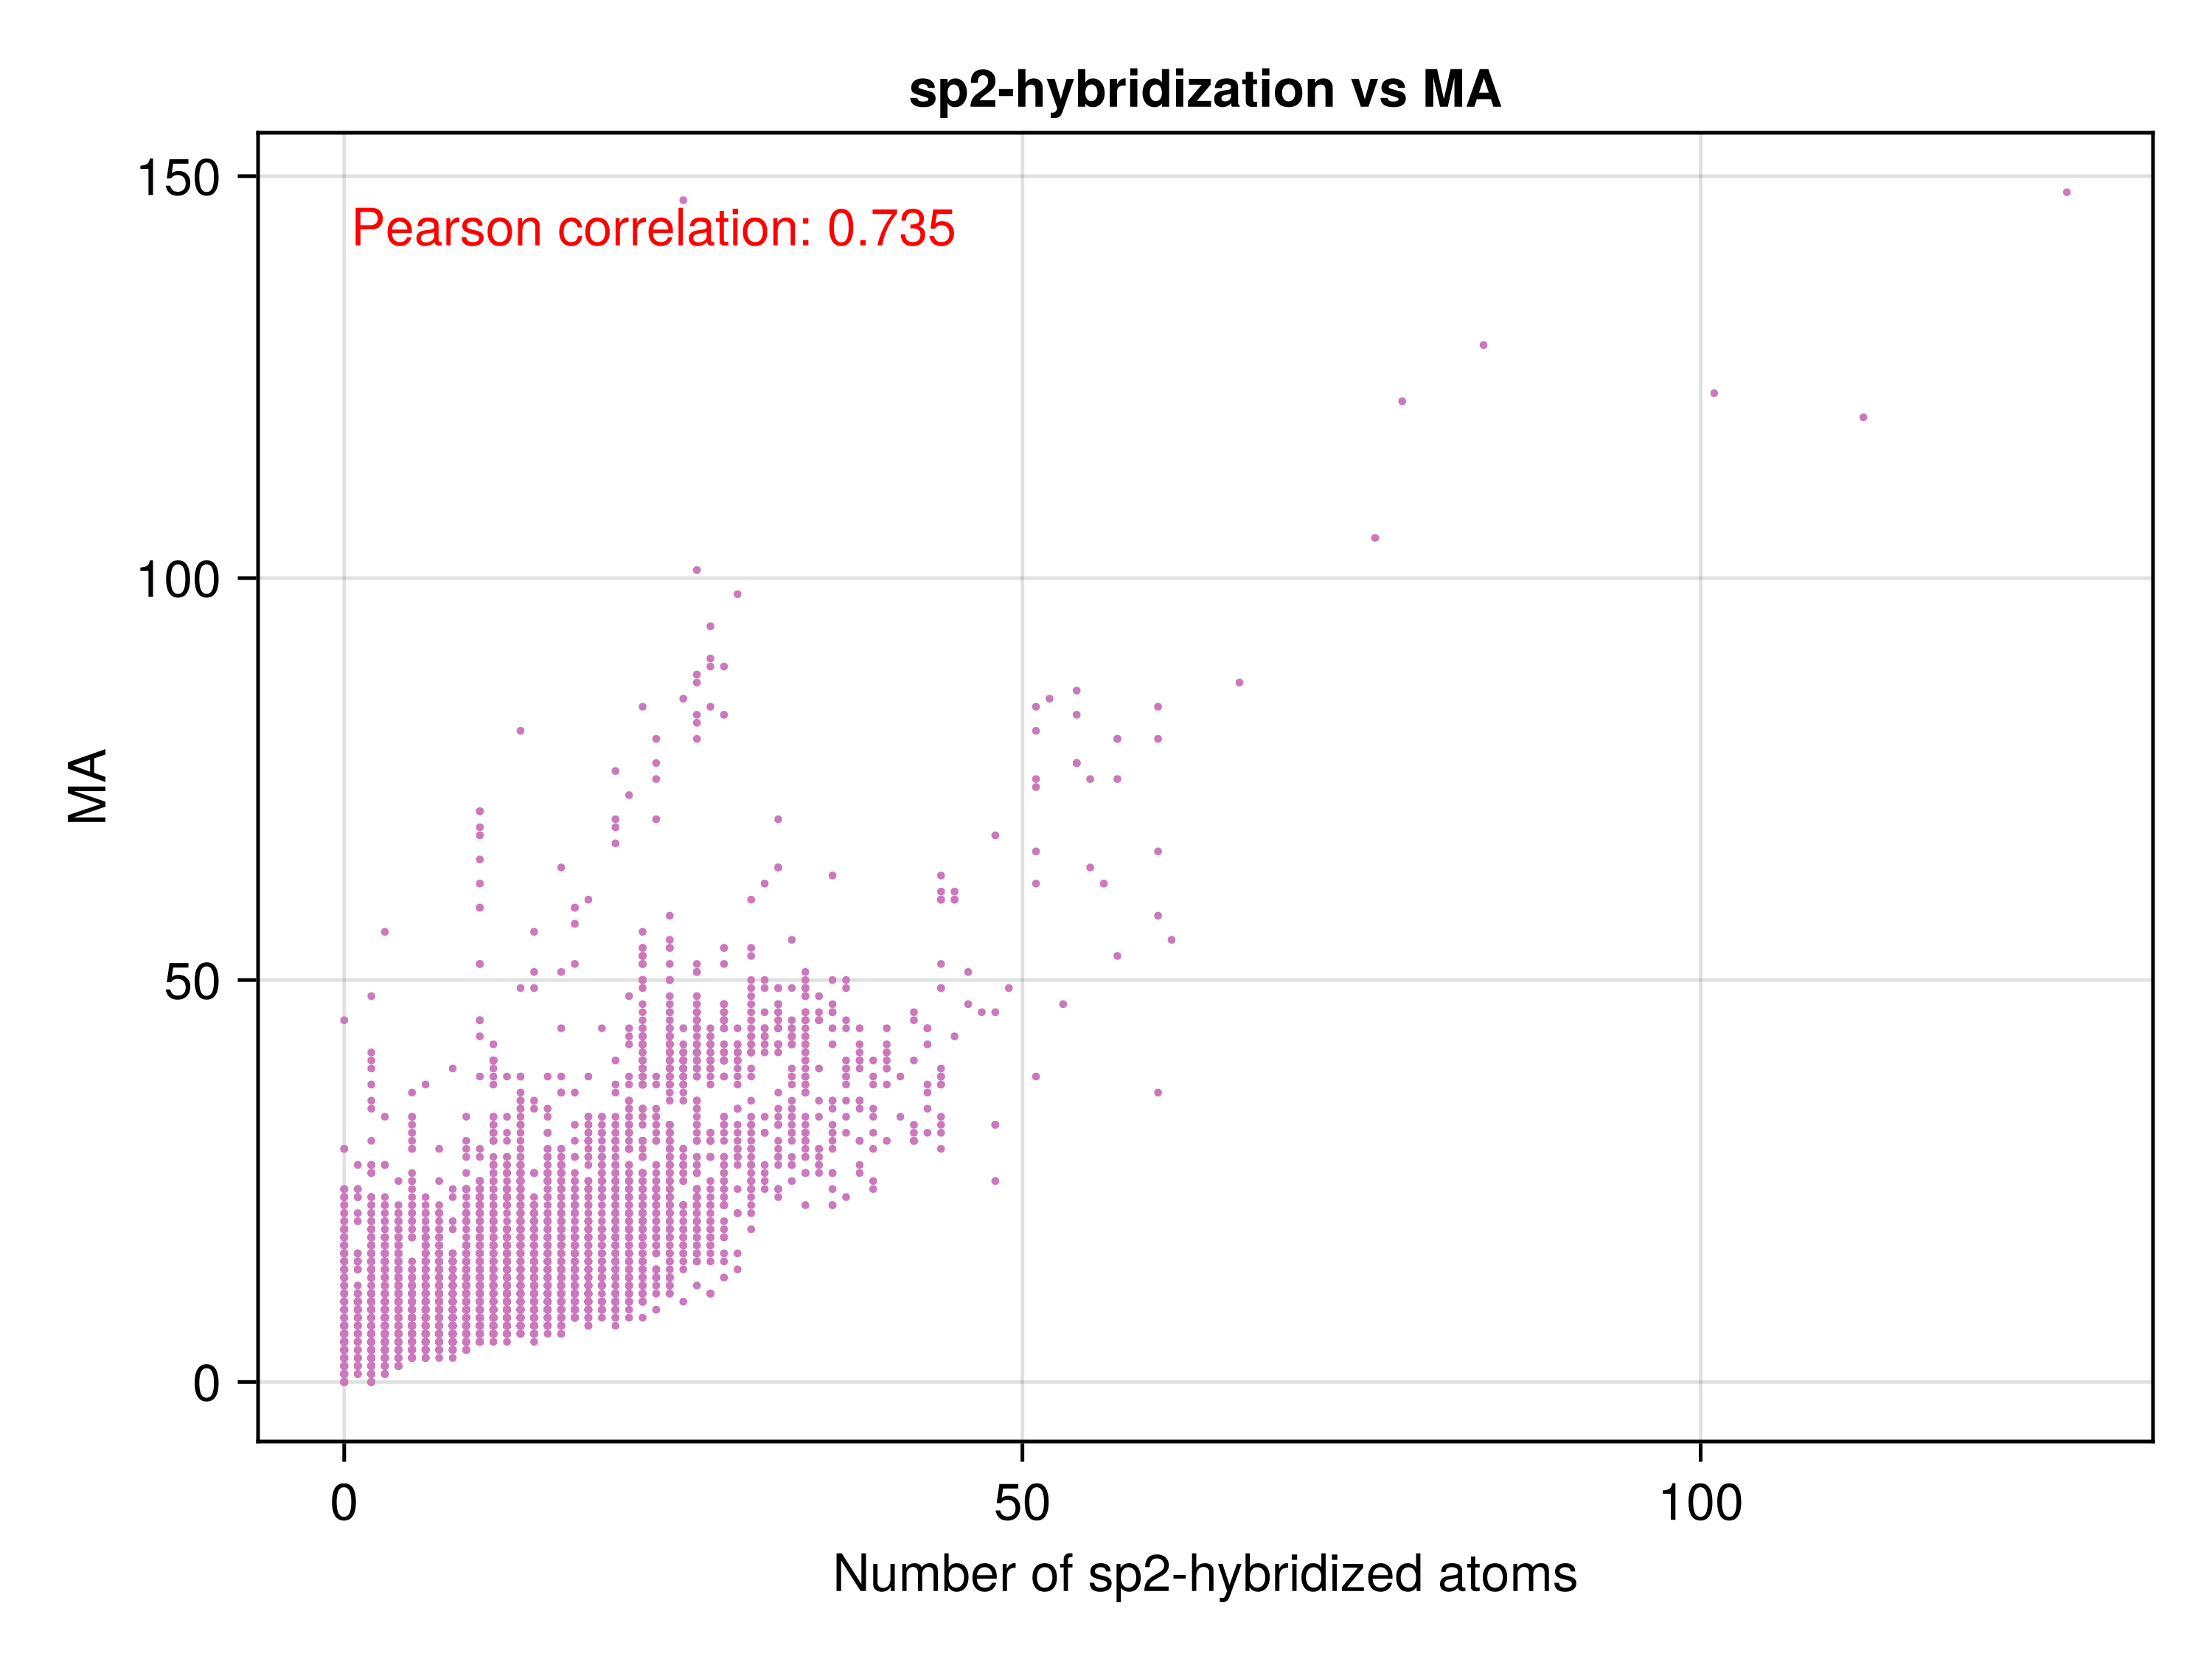 sp2-hybridization vs MA
150
Pearson correlation: 0.735
100
MA
50
0
0 50 100
Number of sp2-hybridized atoms